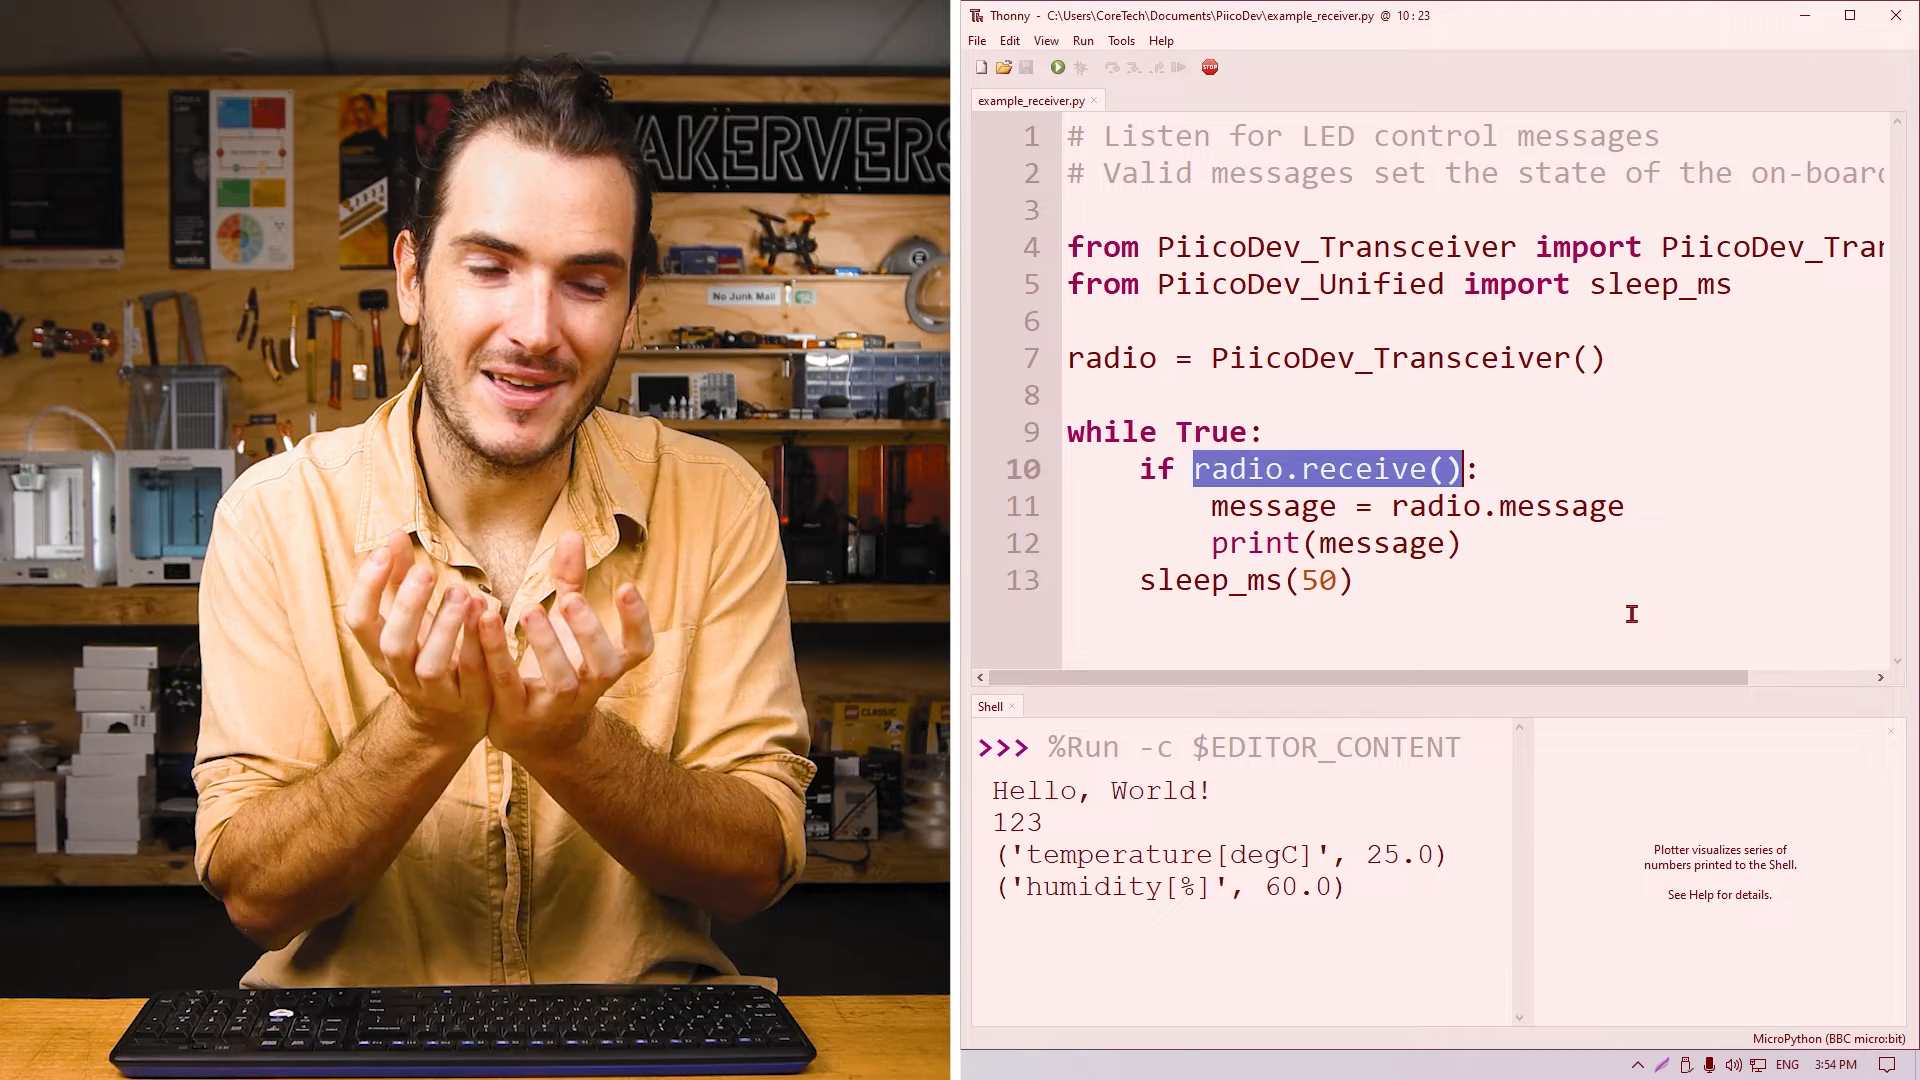 AKERVERS
No Junk Mail
CLASSIC
Thonny - C:\Users\CoreTech\Documents\PiicoDev\example_receiver.py @ 10 : 23
File Edit View Run Tools Help
STOP
example_receiver.py
1 # Listen for LED control messages
2 # Valid messages set the state of the on-board
3
4 from PiicoDev_Transceiver import PiicoDev_Tran
5 from PiicoDev_Unified import sleep_ms
6
7 radio = PiicoDev_Transceiver()
8
9 while True:
10 if radio.receive():
11 message = radio.message
12 print(message)
13 sleep_ms(50)
Shell
>>> %Run -c $EDITOR_CONTENT
Hello, World!
123
('temperature[degC]', 25.0)
('humidity[%]', 60.0)
Plotter visualizes series of
numbers printed to the Shell.
See Help for details.
MicroPython (BBC micro:bit)
ENG 3:54 PM